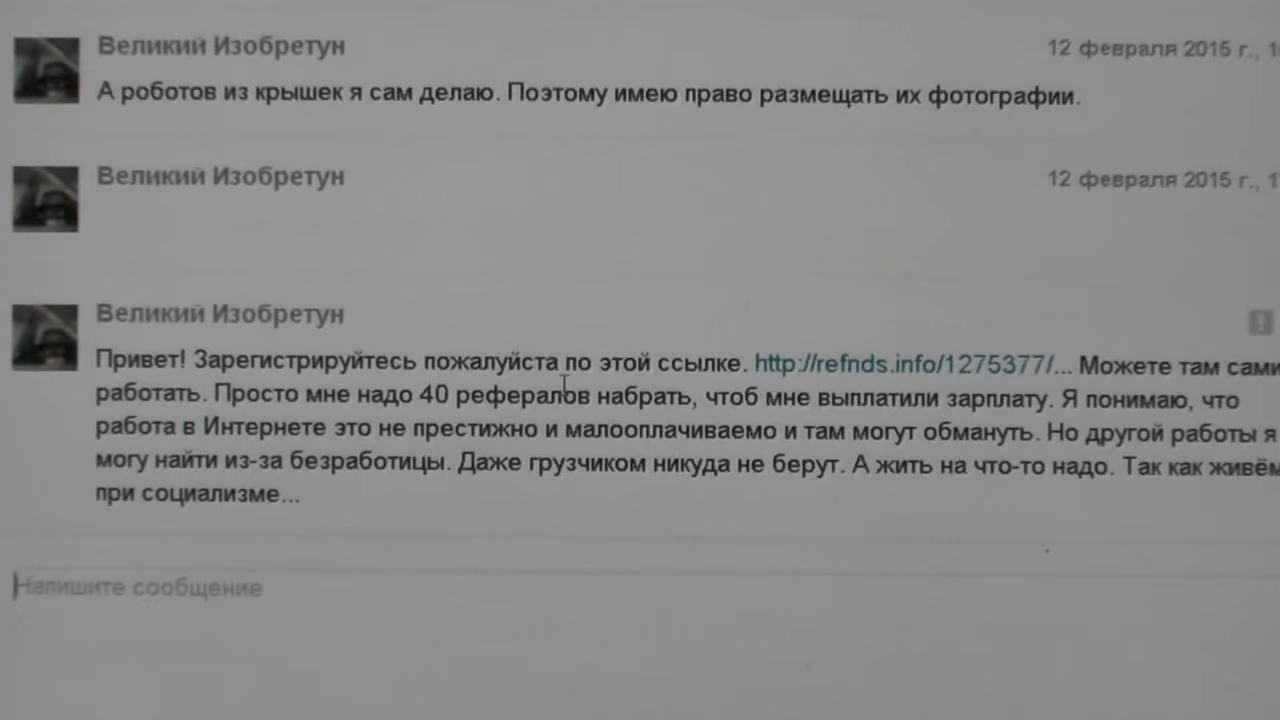 Великий Изобретун
12 февраля 2015 г.,
А роботов из крышек я сам делаю. Поэтому имею право размещать их фотографии.
Великий Изобретун
12 февраля 2015 г.,
Великий Изобретун
Привет! Зарегистрируйтесь пожалуйста по этой ссылке. http://refnds.info/1275377/... Можете там сами
работать. Просто мне надо 40 рефералов набрать, чтоб мне выплатили зарплату. Я понимаю, что
работа в Интернете это не престижно и малооплачиваемо и там могут обмануть. Но другой работы я
могу найти из-за безработицы. Даже грузчиком никуда не берут. А жить на что-то надо. Так как живём
при социализме...
Напишите сообщение